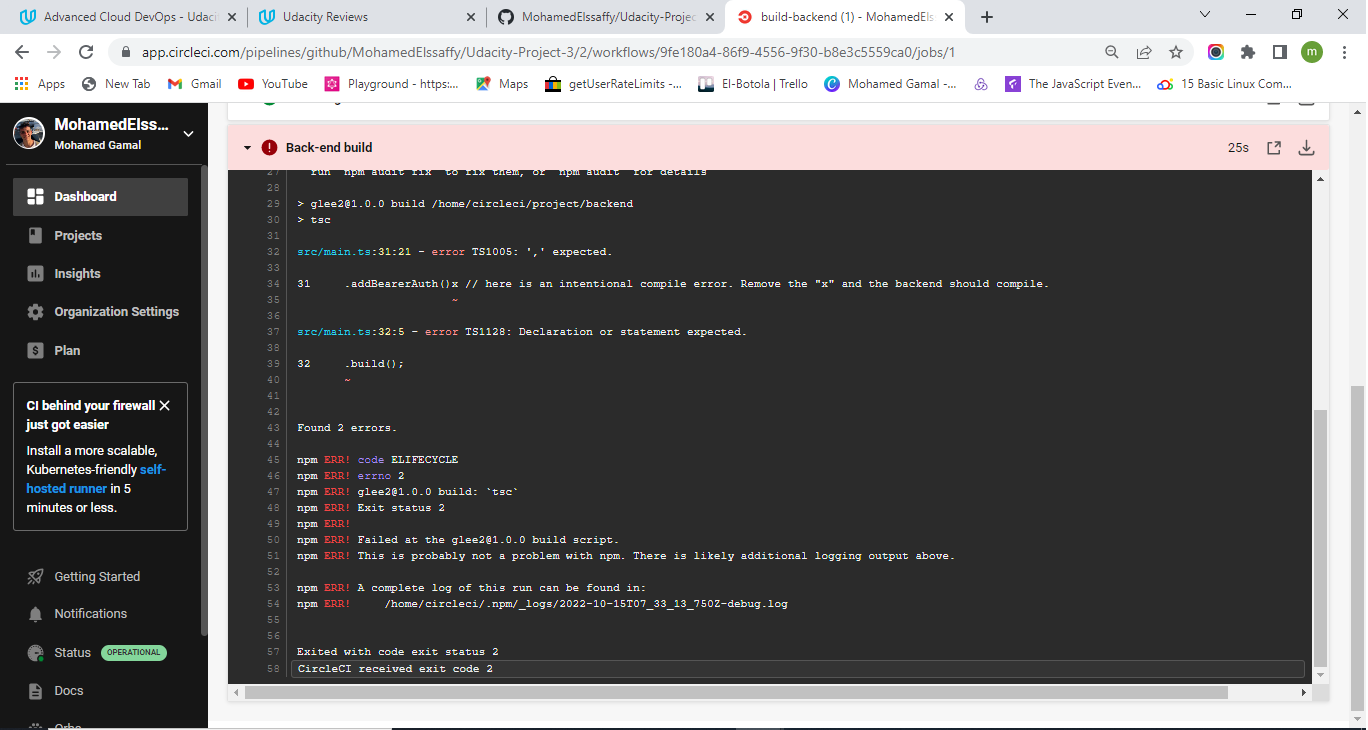 Advanced Cloud DevOps - Udaci
Udacity Reviews
MohamedElssaffy/Udacity-Projec
build-backend (1) - MohamedEls
app.circleci.com/pipelines/github/MohamedElssaffy/Udacity-Project-3/2/workflows/9fe180a4-86f9-4556-9f30-b8e3c5559ca0/jobs/1
m
Apps
New Tab
Gmail
YouTube
Playground - https:...
Maps
getUserRateLimits -...
El-Botola | Trello
Mohamed Gamal -...
The JavaScript Even...
15 Basic Linux Com...
MohamedElss...
Mohamed Gamal
Dashboard
Projects
Insights
Organization Settings
Plan
CI behind your firewall
just got easier
Install a more scalable,
Kubernetes-friendly self-
hosted runner in 5
minutes or less.
Getting Started
Notifications
Status OPERATIONAL
Docs
Orbs
Back-end build
25s
27 run `npm audit fix` to fix them, or `npm audit` for details
28
29 > glee2@1.0.0 build /home/circleci/project/backend
30 > tsc
31
32 src/main.ts:31:21 - error TS1005: ',' expected.
33
34 31 .addBearerAuth()x // here is an intentional compile error. Remove the "x" and the backend should compile.
35 ~
36
37 src/main.ts:32:5 - error TS1128: Declaration or statement expected.
38
39 32 .build();
40 ~
41
42
43 Found 2 errors.
44
45 npm ERR! code ELIFECYCLE
46 npm ERR! errno 2
47 npm ERR! glee2@1.0.0 build: `tsc`
48 npm ERR! Exit status 2
49 npm ERR!
50 npm ERR! Failed at the glee2@1.0.0 build script.
51 npm ERR! This is probably not a problem with npm. There is likely additional logging output above.
52
53 npm ERR! A complete log of this run can be found in:
54 npm ERR! /home/circleci/.npm/_logs/2022-10-15T07_33_13_750Z-debug.log
55
56
57 Exited with code exit status 2
58 CircleCI received exit code 2